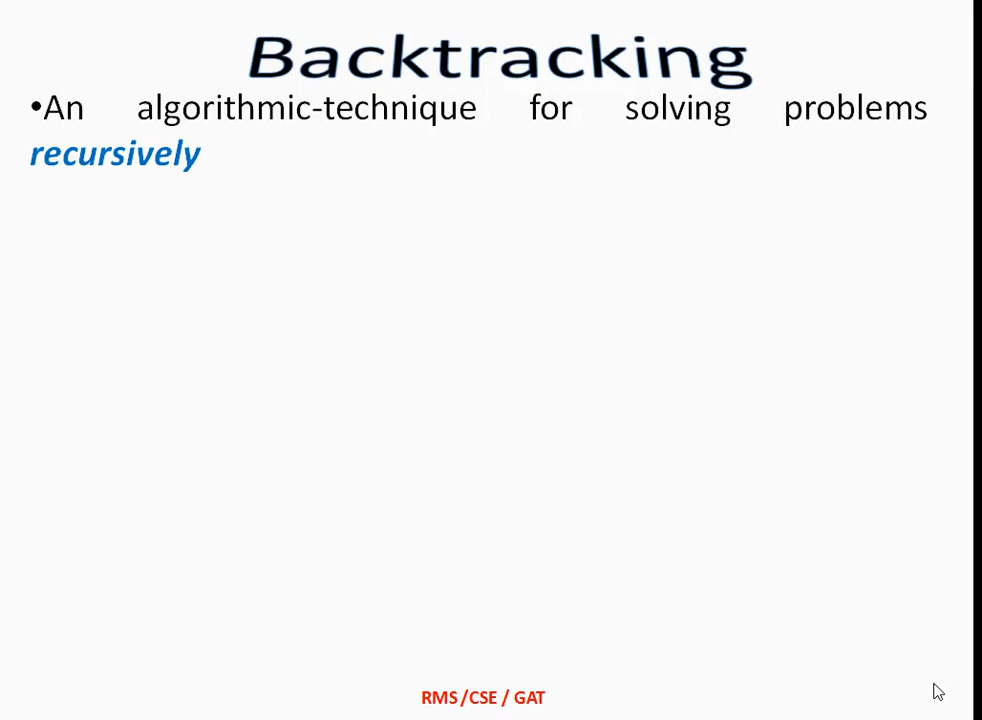 Backtracking
•An algorithmic-technique for solving problems
recursively
RMS /CSE / GAT